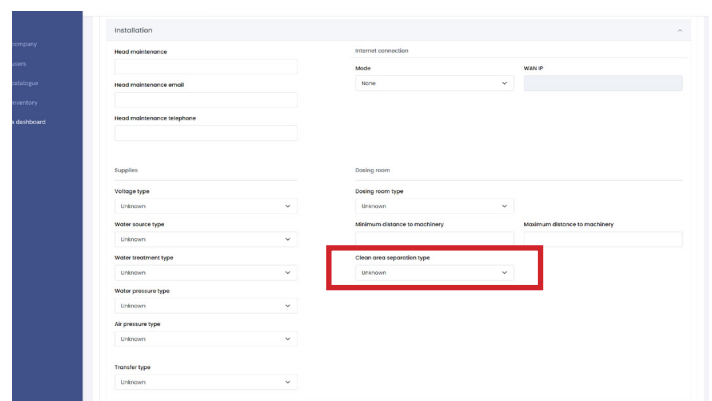 company
users
catalogue
inventory
s dashboard
Installation
Head maintenance
Head maintenance email
Head maintenance telephone
Internet connection
Mode
WAN IP
None
Supplies
Voltage type
Unknown
Water source type
Unknown
Water treatment type
Unknown
Water pressure type
Unknown
Air pressure type
Unknown
Transfer type
Unknown
Dosing room
Dosing room type
Unknown
Minimum distance to machinery
Maximum distance to machinery
Clean area separation type
Unknown